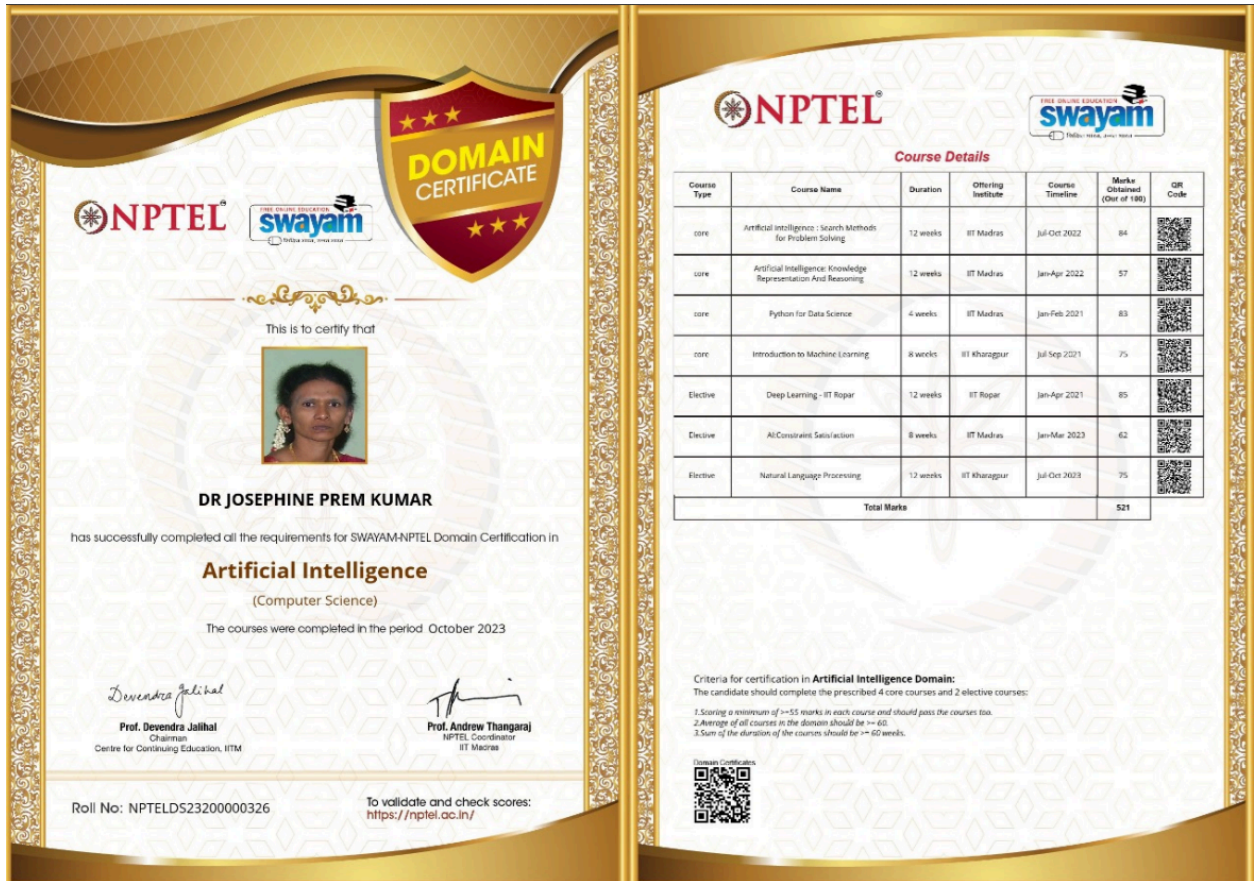 DOMAIN
CERTIFICATE
NPTEL
FREE ONLINE EDUCATION
swayam
This is to certify that
DR JOSEPHINE PREM KUMAR
has successfully completed all the requirements for SWAYAM-NPTEL Domain Certification in
Artificial Intelligence
(Computer Science)
The courses were completed in the period October 2023
Devendra Jalihal
Prof. Devendra Jalihal
Chairman
Centre for Continuing Education, IITM
Prof. Andrew Thangaraj
NPTEL Coordinator
IIT Madras
Roll No: NPTELDS23200000326
To validate and check scores:
https://nptel.ac.in/
NPTEL
FREE ONLINE EDUCATION
swayam
Course Details
Course Type Course Name Duration Offering Institute Course Timeline Marke Obtained (Our of 100) QR Code
core Artificial Intelligence : Search Methods for Problem Solving 12 weeks IIT Madras Jul-Oct 2022 84
core Artificial Intelligence: Knowledge Representation And Reasoning 12 weeks IIT Madras Jan-Apr 2022 57
core Python for Data Science 4 weeks IIT Madras Jan-Feb 2021 83
core Introduction to Machine Learning 8 weeks IIT Kharagpur Jul-Sep 2021 75
Elective Deep Learning - IIT Ropar 12 weeks IIT Ropar Jan-Apr 2021 85
Elective AI:Constraint Satisfaction 8 weeks IIT Madras Jan-Mar 2023 62
Elective Natural Language Processing 12 weeks IIT Kharagpur Jul-Oct 2023 75
Total Marks 521
Criteria for certification in Artificial Intelligence Domain:
The candidate should complete the prescribed 4 core courses and 2 elective courses:
1.Scoring a minimum of >=55 marks in each course and should pass the courses too.
2.Average of all courses in the domain should be >= 60.
3.Sum of the duration of the courses should be >= 60 weeks.
Domain Certificates